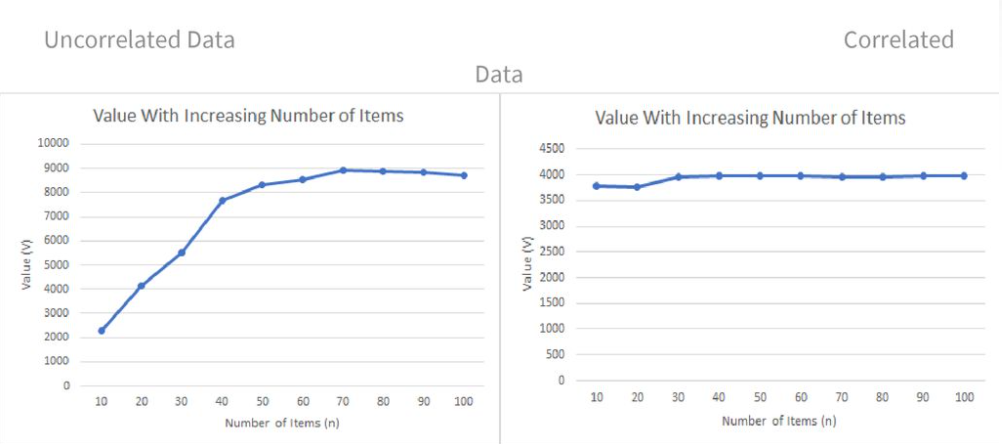 Uncorrelated Data
Correlated
Data
Value With Increasing Number of Items
10000
9000
8000
7000
6000
5000
4000
3000
2000
1000
0
Value (V)
10 20 30 40 50 60 70 80 90 100
Number of Items (n)
Value With Increasing Number of Items
4500
4000
3500
3000
2500
2000
1500
1000
500
0
Value (V)
10 20 30 40 50 60 70 80 90 100
Number of Items (n)